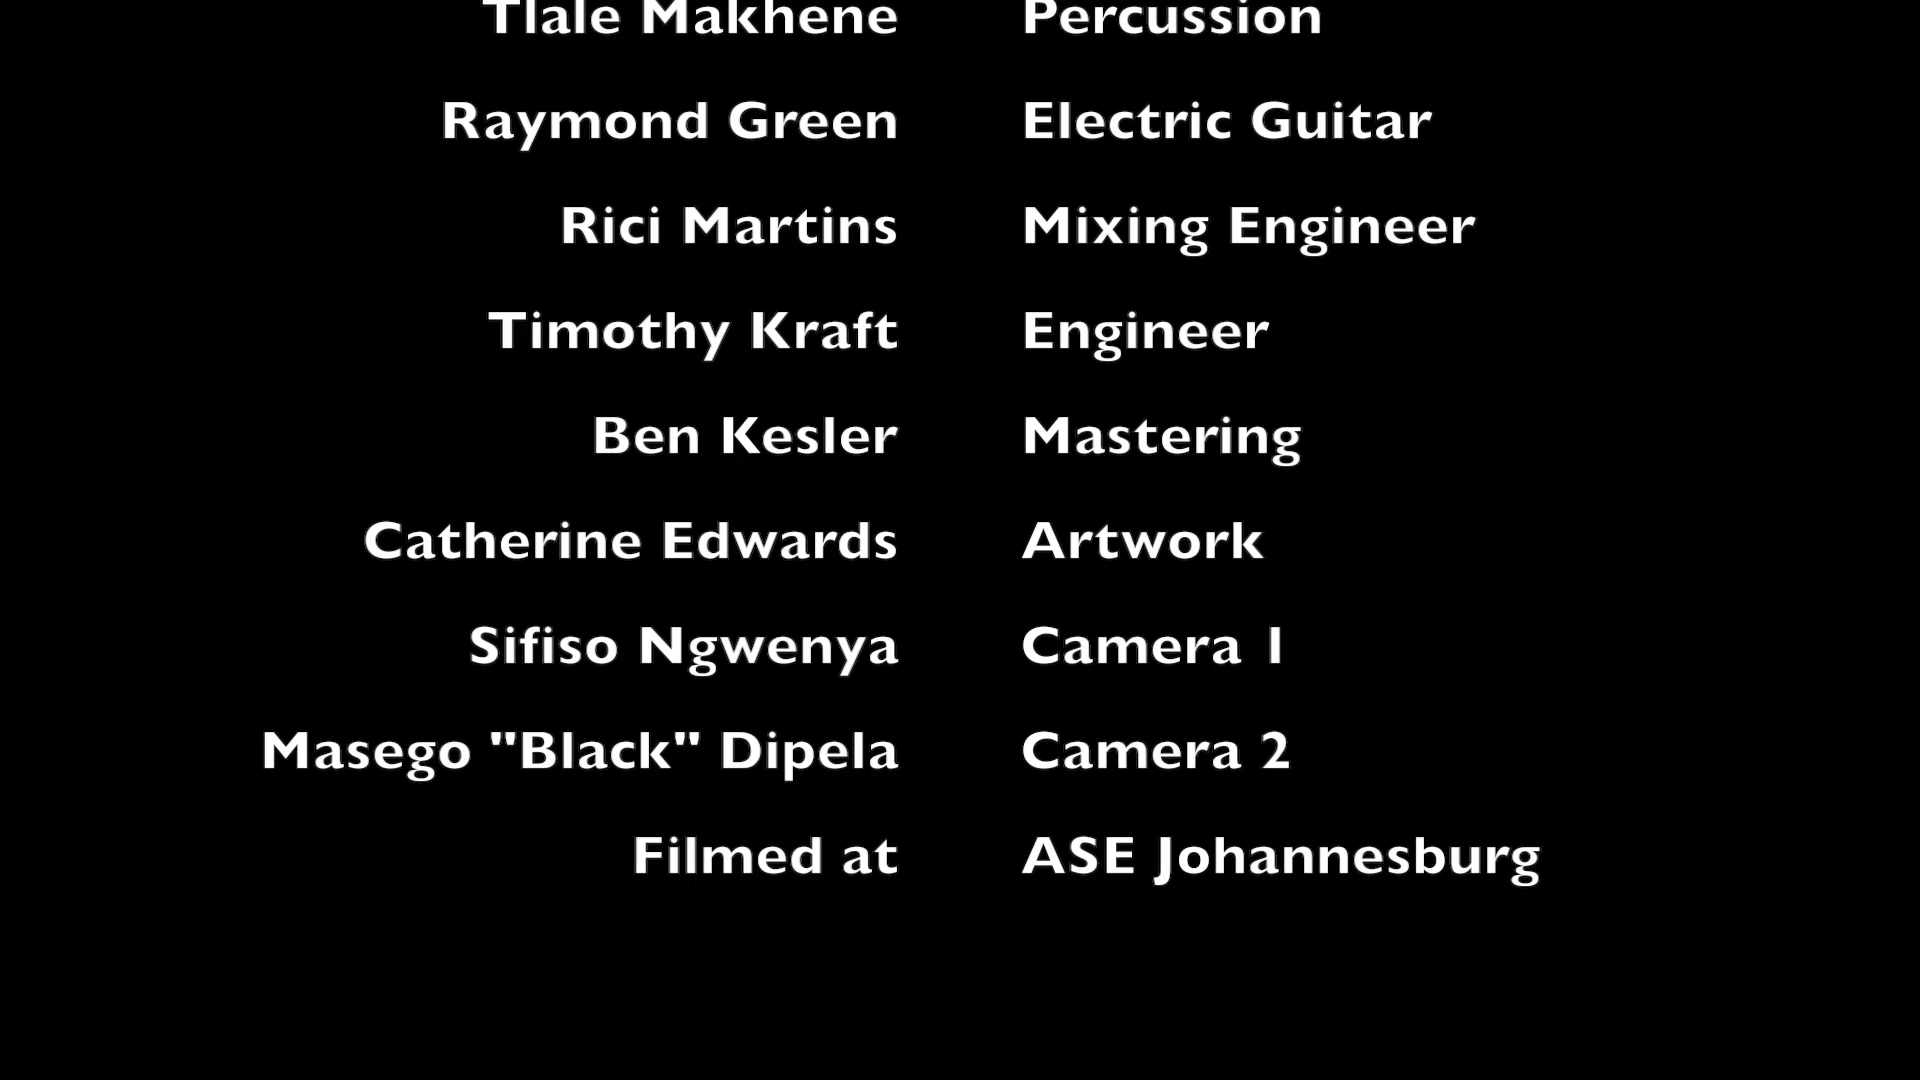 Tlale Makhene Percussion
Raymond Green Electric Guitar
Rici Martins Mixing Engineer
Timothy Kraft Engineer
Ben Kesler Mastering
Catherine Edwards Artwork
Sifiso Ngwenya Camera 1
Masego "Black" Dipela Camera 2
Filmed at ASE Johannesburg